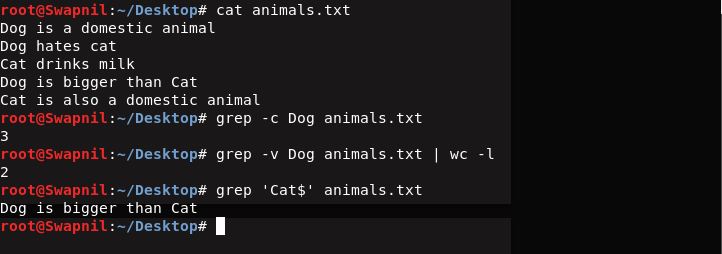 root@Swapnil:~/Desktop# cat animals.txt
Dog is a domestic animal
Dog hates cat
Cat drinks milk
Dog is bigger than Cat
Cat is also a domestic animal
root@Swapnil:~/Desktop# grep -c Dog animals.txt
3
root@Swapnil:~/Desktop# grep -v Dog animals.txt | wc -l
2
root@Swapnil:~/Desktop# grep 'Cat$' animals.txt
Dog is bigger than Cat
root@Swapnil:~/Desktop#